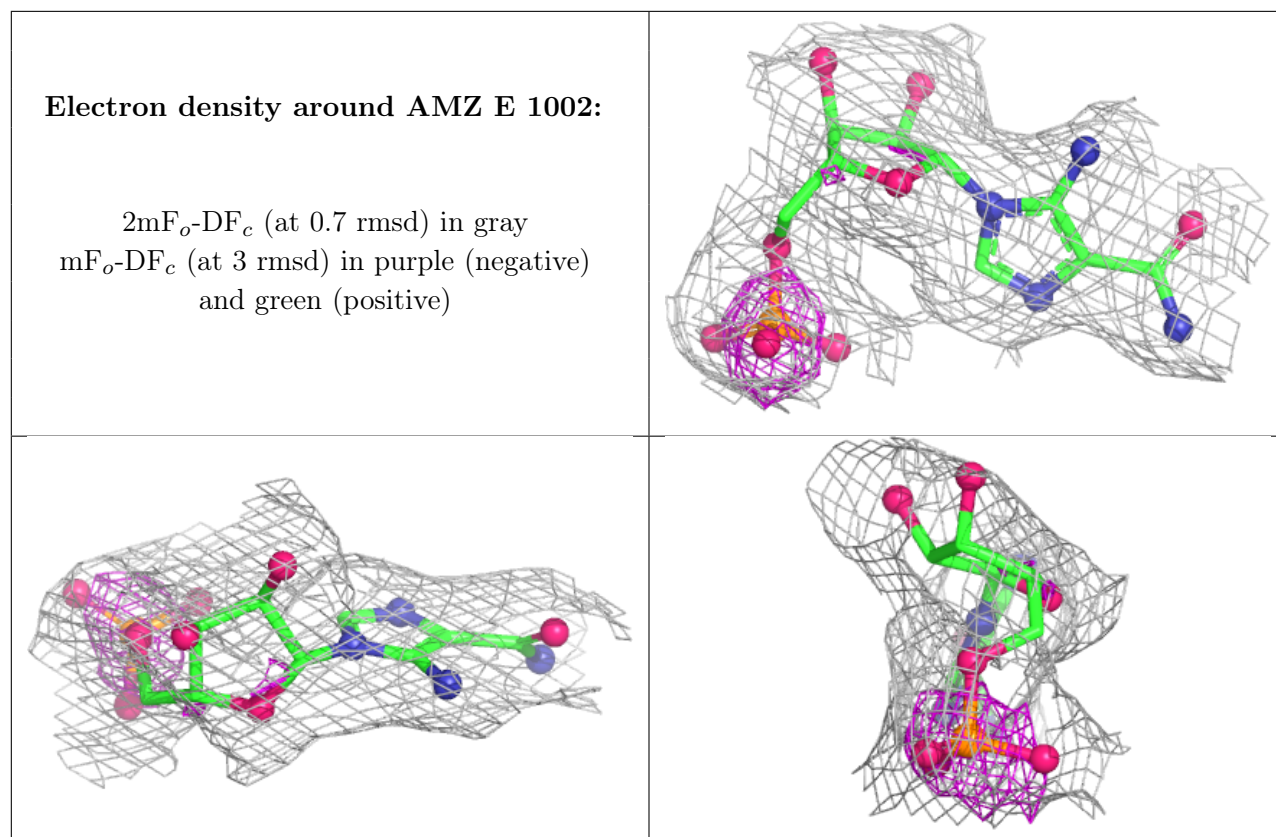 Electron density around AMZ E 1002:
2mFo-DFc (at 0.7 rmsd) in gray
mFo-DFc (at 3 rmsd) in purple (negative)
and green (positive)